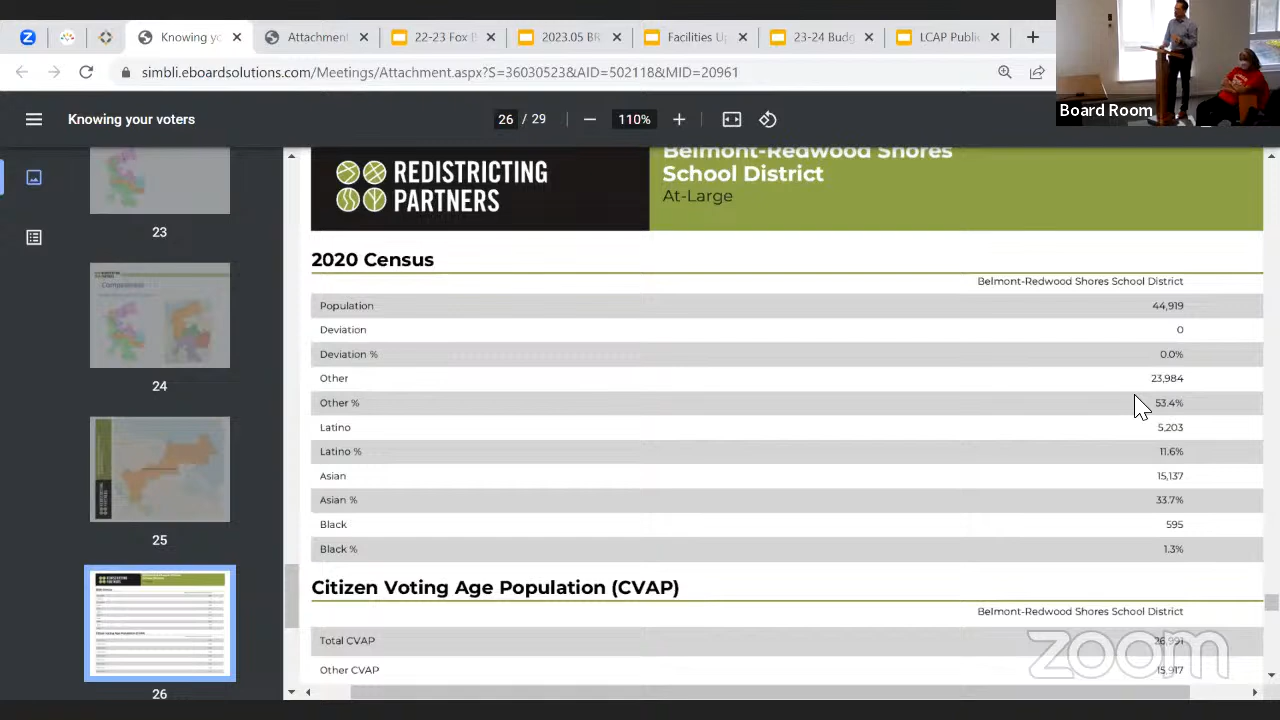 Knowing yo
Attachment
22-23 Fox B
2023.05 BR
Facilities Up
23-24 Budg
LCAP Public
simbli.eboardsolutions.com/Meetings/Attachment.aspx?S=36030523&AID=502118&MID=20961
Board Room
Knowing your voters
26 / 29
110%
23
24
25
26
REDISTRICTING
PARTNERS
Belmont-Redwood Shores
School District
At-Large
2020 Census
Belmont-Redwood Shores School District
Population 44,919
Deviation 0
Deviation % 0.0%
Other 23,984
Other % 53.4%
Latino 5,203
Latino % 11.6%
Asian 15,137
Asian % 33.7%
Black 595
Black % 1.3%
Citizen Voting Age Population (CVAP)
Belmont-Redwood Shores School District
Total CVAP
Other CVAP 15,917
zoom